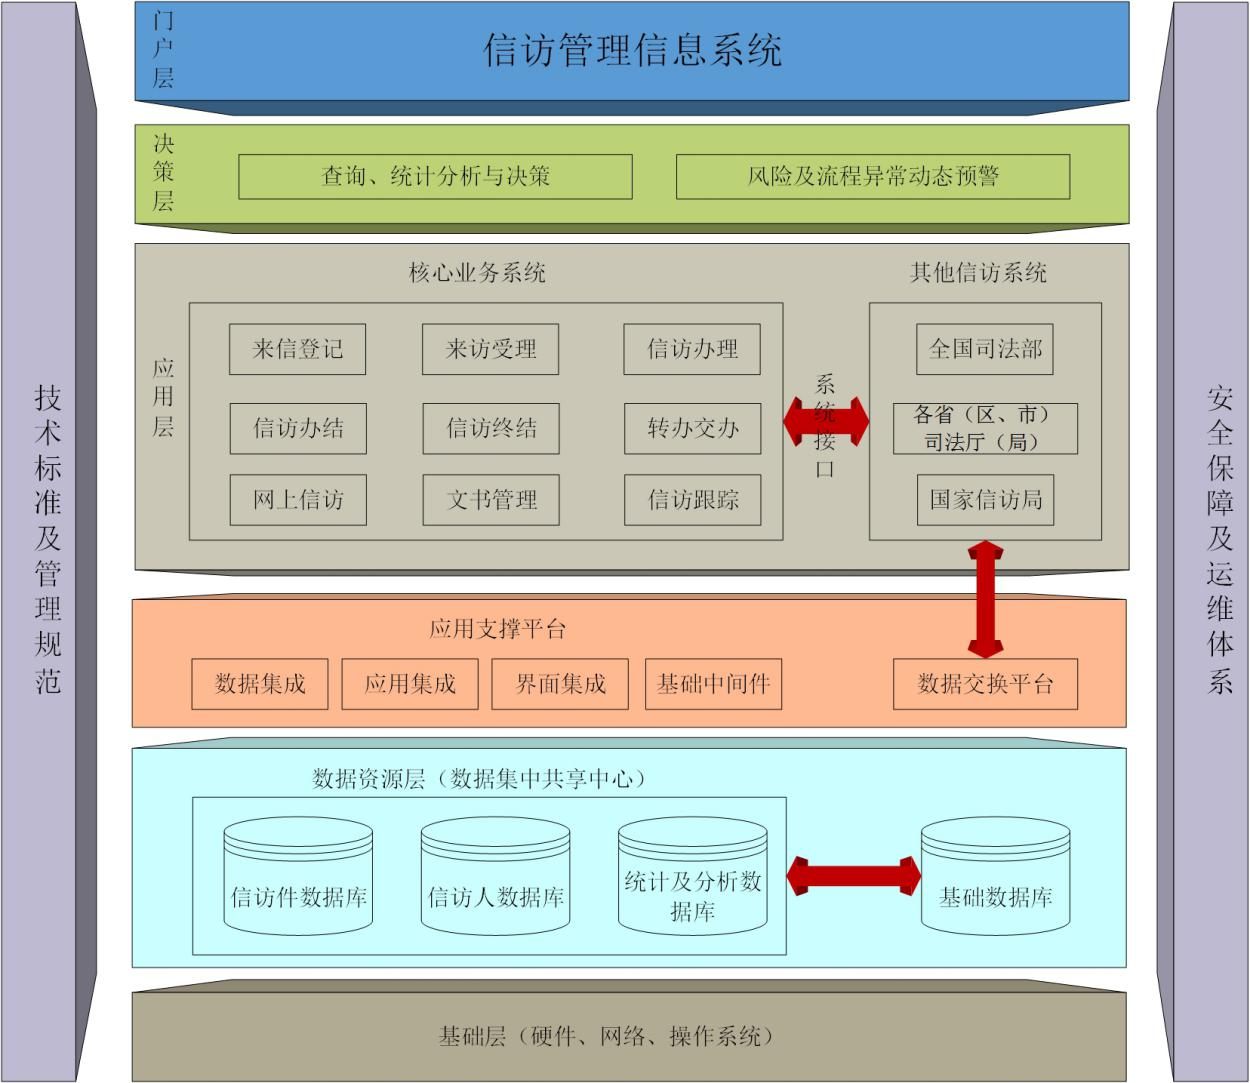 技术标准及管理规范
门户层
信访管理信息系统
决策层
查询、统计分析与决策
风险及流程异常动态预警
应用层
核心业务系统
来信登记
来访受理
信访办理
信访办结
信访终结
转办交办
网上信访
文书管理
信访跟踪
系统接口
其他信访系统
全国司法部
各省（区、市）
司法厅（局）
国家信访局
应用支撑平台
数据集成
应用集成
界面集成
基础中间件
数据交换平台
数据资源层（数据集中共享中心）
信访件数据库
信访人数据库
统计及分析数
据库
基础数据库
基础层（硬件、网络、操作系统）
安全保障及运维体系